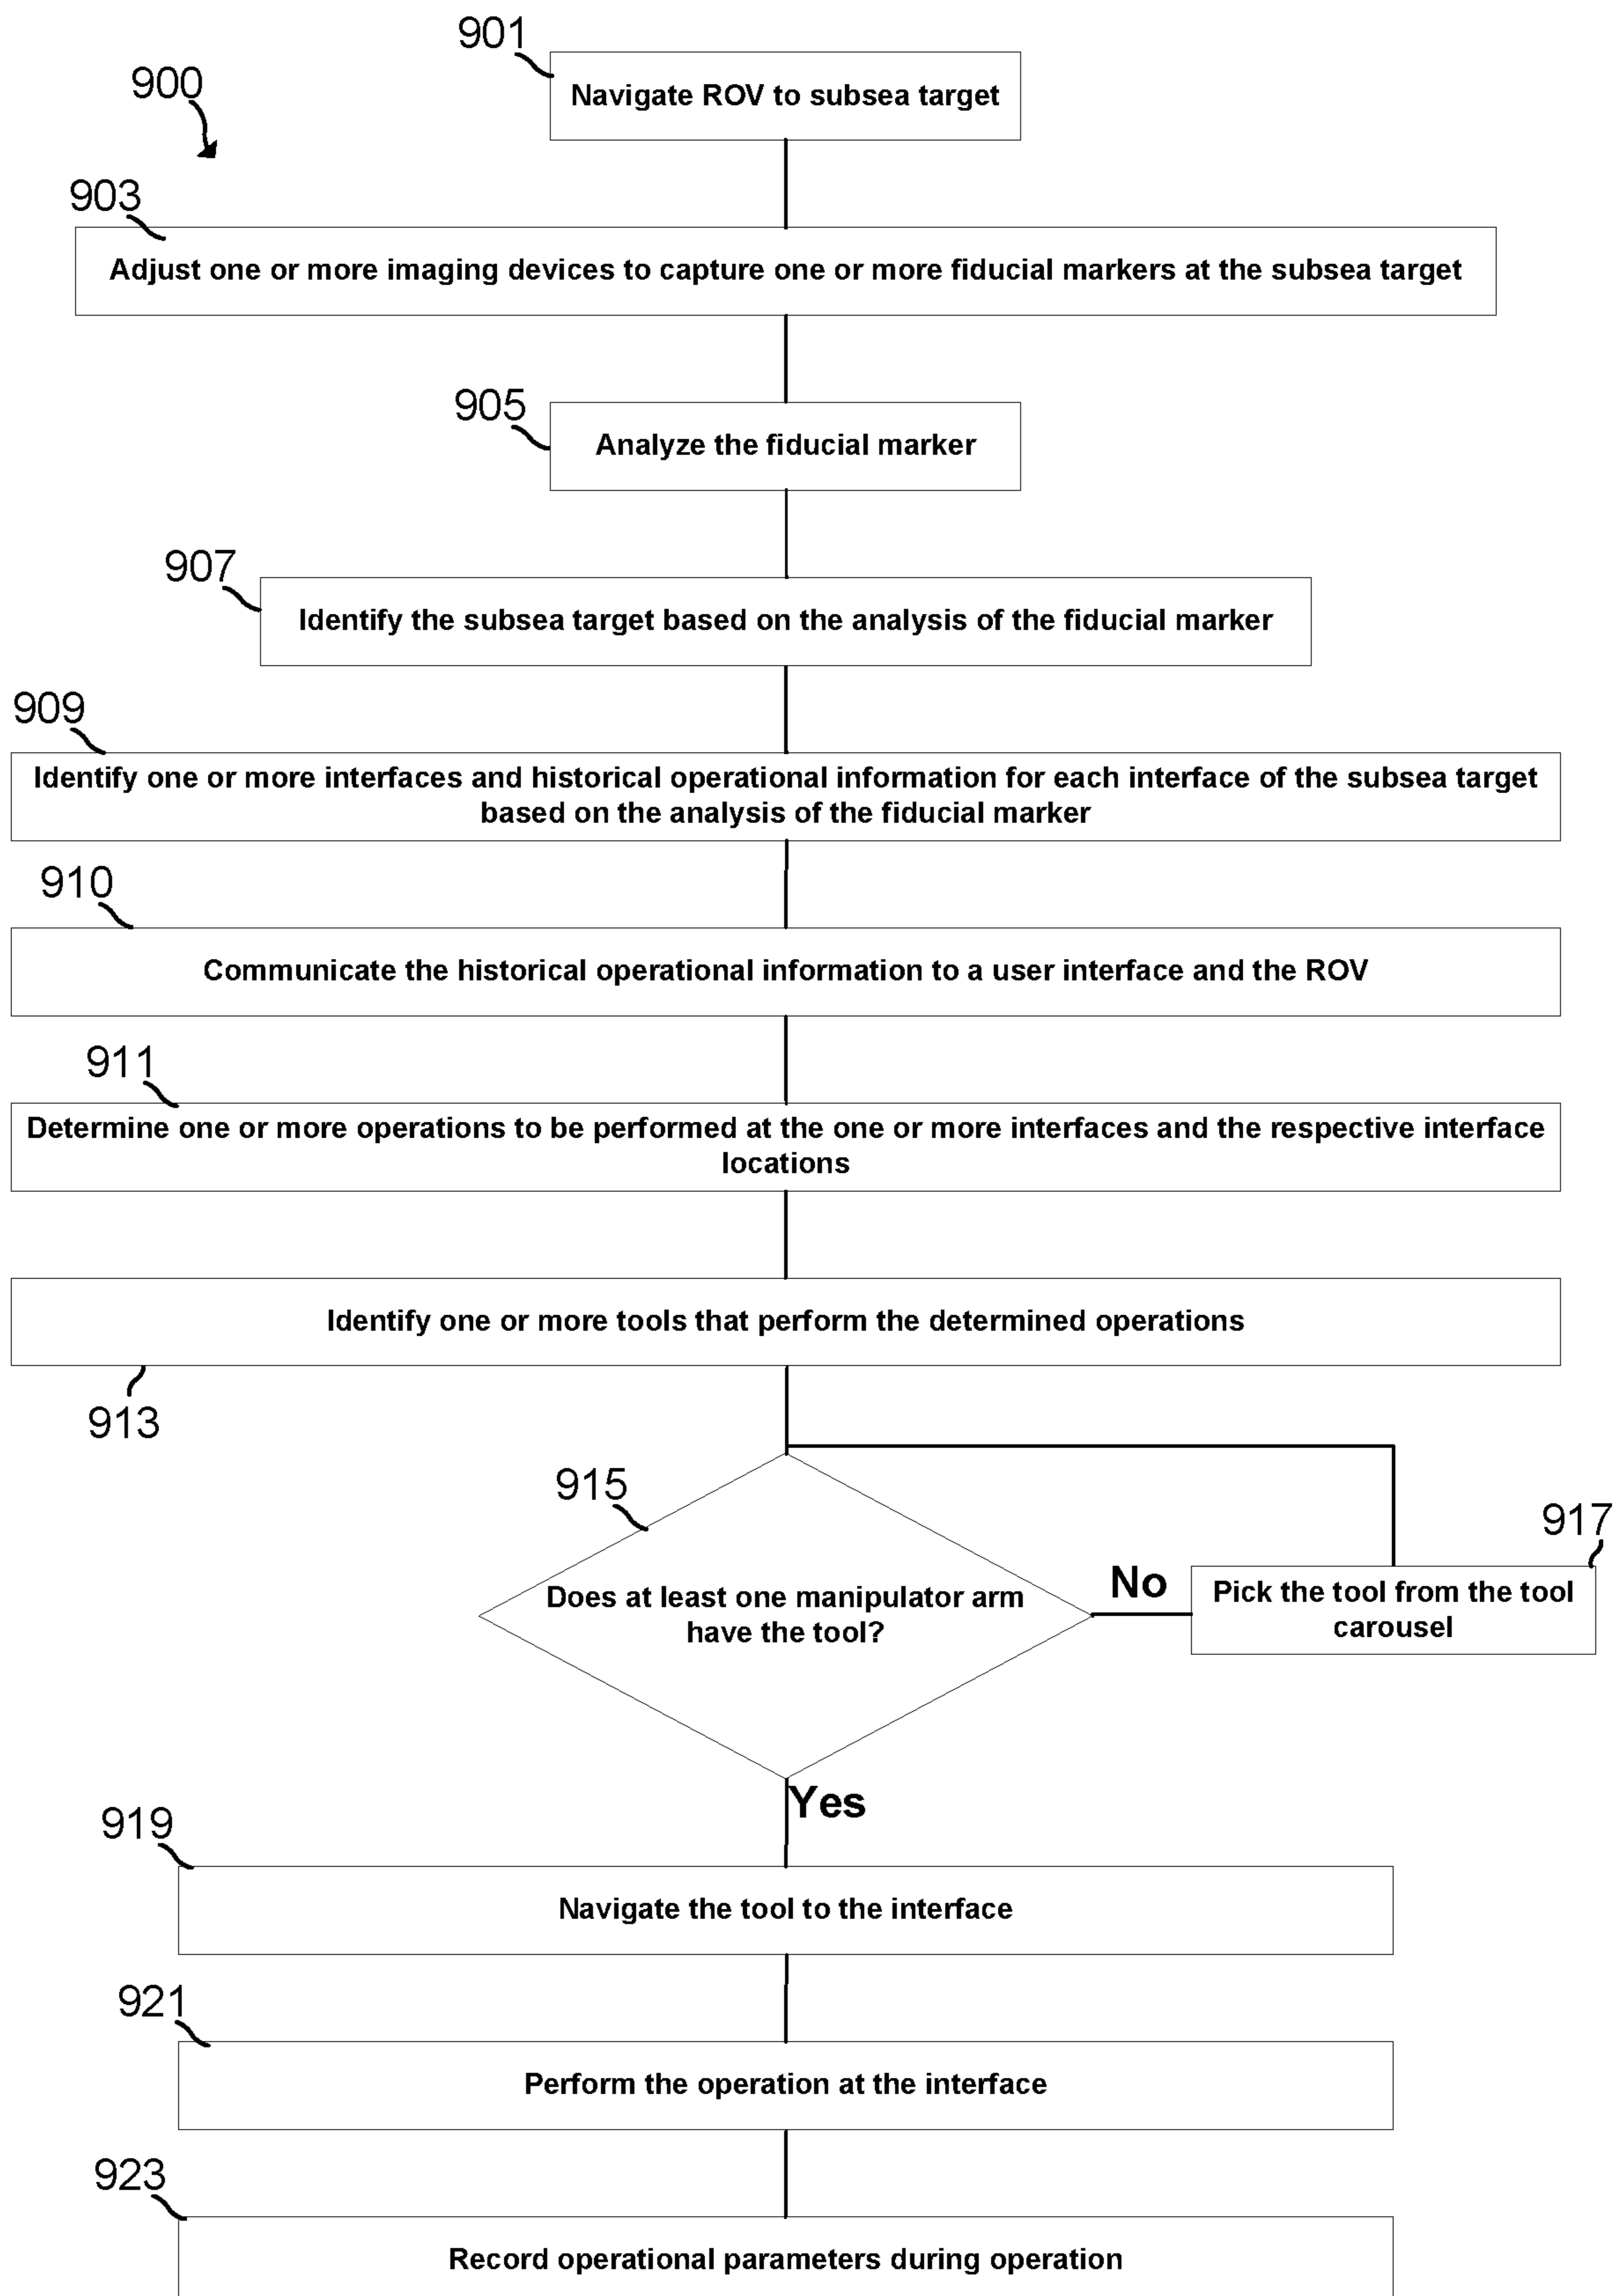 901
Navigate ROV to subsea target
900
903
Adjust one or more imaging devices to capture one or more fiducial markers at the subsea target
905
Analyze the fiducial marker
907
Identify the subsea target based on the analysis of the fiducial marker
909
Identify one or more interfaces and historical operational information for each interface of the subsea target
based on the analysis of the fiducial marker
910
Communicate the historical operational information to a user interface and the ROV
911
Determine one or more operations to be performed at the one or more interfaces and the respective interface
locations
Identify one or more tools that perform the determined operations
913
915
Does at least one manipulator arm
have the tool?
No
917
Pick the tool from the tool
carousel
Yes
919
Navigate the tool to the interface
921
Perform the operation at the interface
923
Record operational parameters during operation